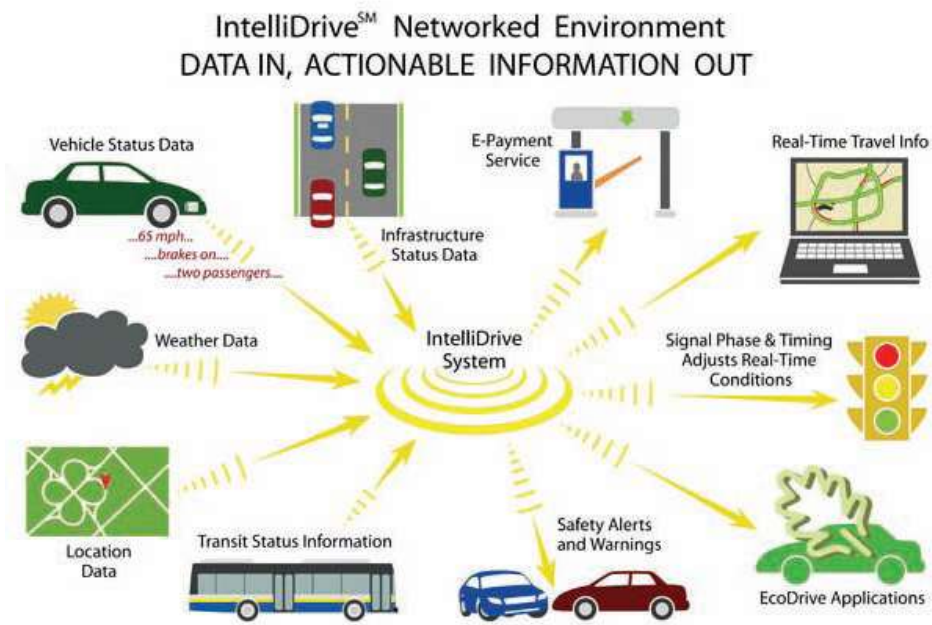 IntelliDrive℠ Networked Environment
DATA IN, ACTIONABLE INFORMATION OUT
Vehicle Status Data
...65 mph...
....brakes on....
....two passengers....
Infrastructure
Status Data
E-Payment
Service
Real-Time Travel Info
Weather Data
IntelliDrive
System
Signal Phase & Timing
Adjusts Real-Time
Conditions
Location
Data
Transit Status Information
Safety Alerts
and Warnings
EcoDrive Applications